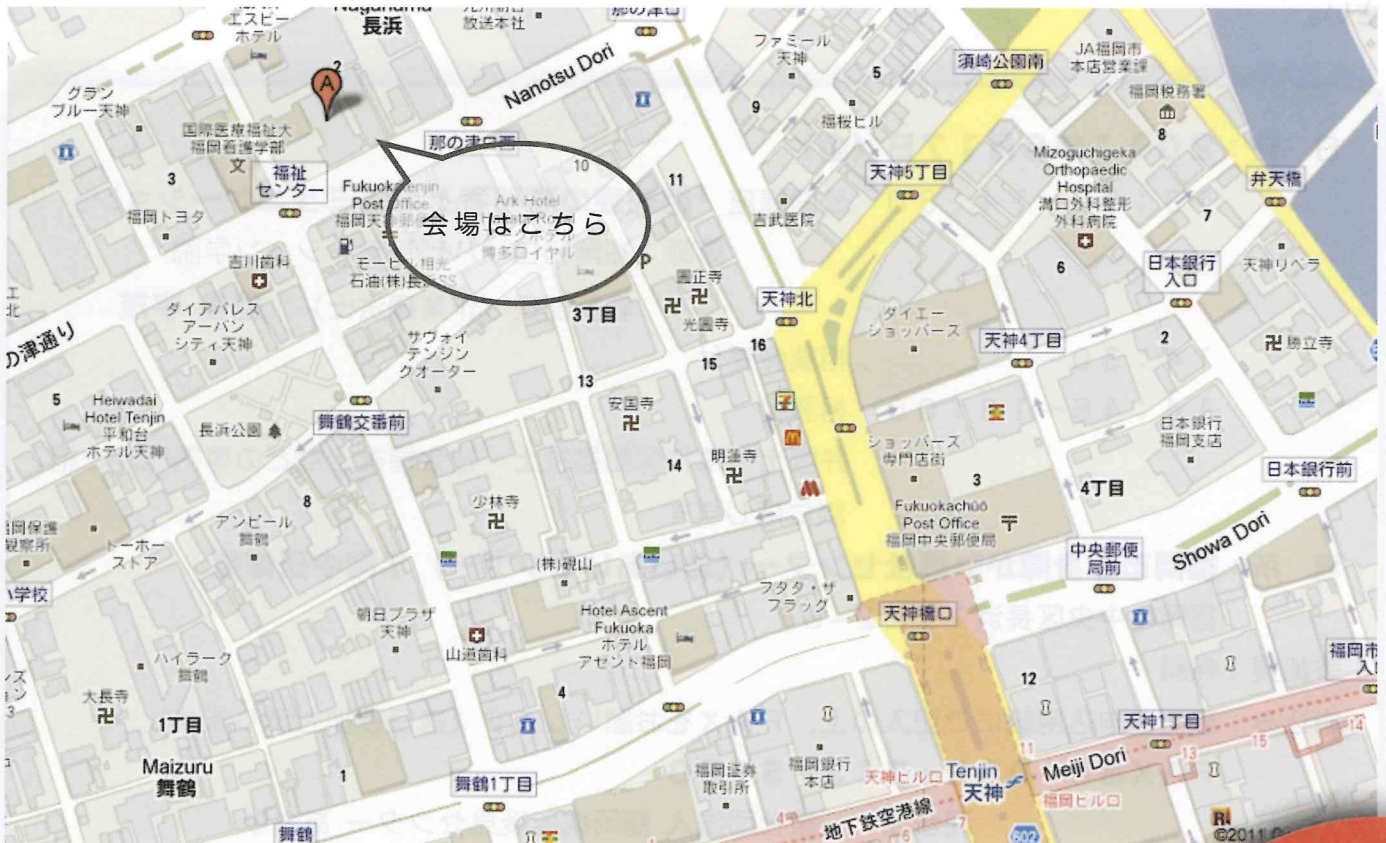 エスピー
ホテル
Nagahama
長浜
放送本社
那の津口
ファミール
天神
須崎公園南
JA福岡市
本店営業課
グラン
ブルー天神
A
2
Nanotsu Dori
5
9
福岡税務署
8
国際医療福祉大
福岡看護学部
那の津口西
福桜ビル
Mizoguchigeka
Orthopaedic
Hospital
溝口外科整形
外科病院
3
福祉
センター
10
11
天神5丁目
弁天橋
福岡トヨタ
会場はこちら
Post Office
Ark Hotel
博多ロイヤル
P
吉武医院
7
6
日本銀行
入口
天神リベラ
吉川歯科
モービル相光
石油(株)長
圓正寺
天神北
ダイアパレス
アーバン
シティ天神
3丁目
光圓寺
ダイエー
ショッパーズ
の津通り
サヴォイ
テンジン
クオーター
16
15
天神4丁目
2
勝立寺
5
Heiwadai
Hotel Tenjin
平和台
ホテル天神
13
安国寺
長浜公園
舞鶴交番前
日本銀行
福岡支店
14
明蓮寺
ショッパーズ
専門店街
3
4丁目
日本銀行前
8
アンピール
舞鶴
少林寺
Fukuokachūō
Post Office
福岡中央郵便局
岡保護
観察所
トーホー
ストア
Showa Dori
小学校
(株)硯山
中央郵便
局前
朝日プラザ
天神
フタタ・ザ
フラッグ
天神橋口
Hotel Ascent
Fukuoka
ホテル
アセント福岡
山道歯科
ハイラーク
舞鶴
福岡市
12
大長寺
4
1丁目
天神1丁目
14
Maizuru
舞鶴
1
舞鶴1丁目
11
13
15
福岡証券
取引所
福岡銀行
本店
天神ビル口
Tenjin
天神
Meiji Dori
福岡ビル口
舞鶴
地下鉄空港線
7
602
©2011